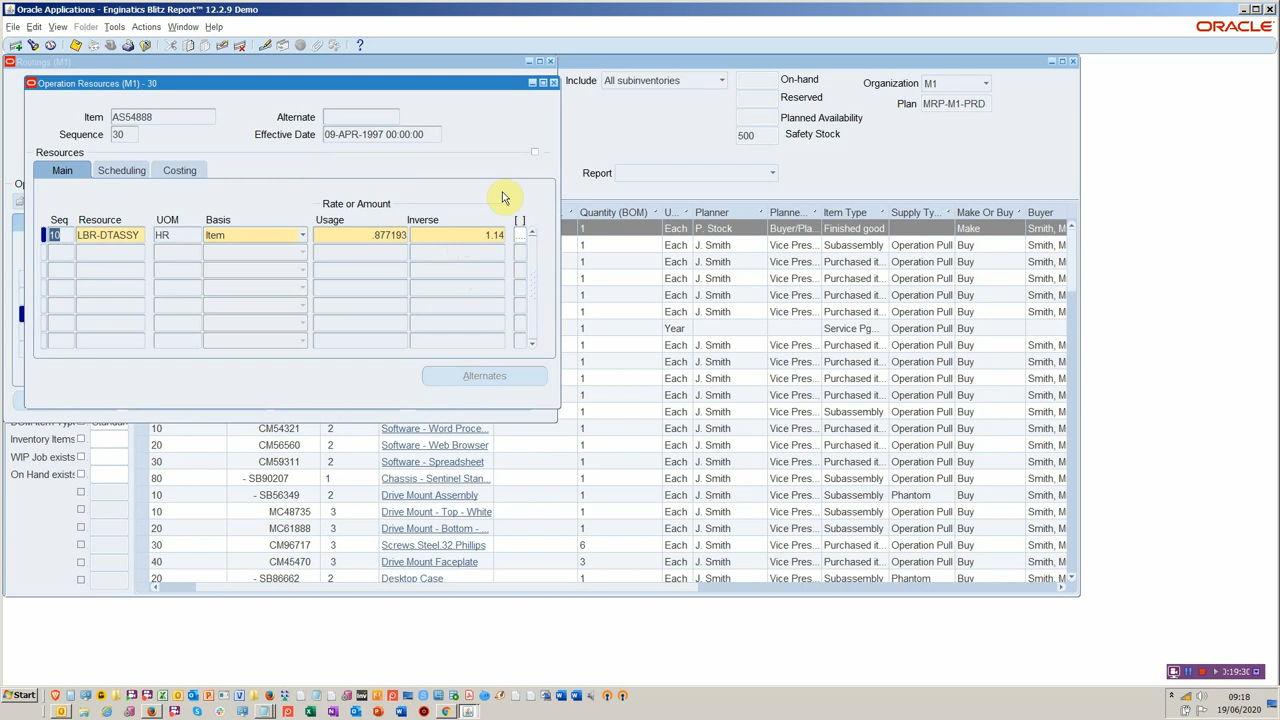 Oracle Applications - Enginatics Blitz Report™ 12.2.9 Demo
File Edit View Folder Tools Actions Window Help
ORACLE
Routings (M1)
Operation Resources (M1) - 30
Item AS54888 Alternate
Sequence 30 Effective Date 09-APR-1997 00:00:00
Resources
Main Scheduling Costing
Rate or Amount
Seq Resource UOM Basis Usage Inverse [ ]
10 LBR-DTASSY HR Item .877193 1.14
Alternates
Include All subinventories
On-hand
Reserved
Planned Availability
500 Safety Stock
Organization M1
Plan MRP-M1-PRD
Report
Quantity (BOM) U... Planner Planne... Item Type Supply Ty... Make Or Buy Buyer
1 Each P. Stock Buyer/Pla... Finished good Make Smith, M
1 Each J. Smith Vice Pres... Subassembly Operation Pull Buy Smith, M
1 Each J. Smith Vice Pres... Purchased it... Operation Pull Buy Smith, M
1 Each J. Smith Vice Pres... Purchased it... Operation Pull Buy Smith, M
1 Each J. Smith Vice Pres... Purchased it... Operation Pull Buy Smith, M
1 Each J. Smith Vice Pres... Purchased it... Operation Pull Buy Smith, M
1 Year Service Pg... Operation Pull Buy
1 Each J. Smith Vice Pres... Purchased it... Operation Pull Buy Smith, M
1 Each J. Smith Vice Pres... Purchased it... Operation Pull Buy Smith, M
1 Each J. Smith Vice Pres... Purchased it... Operation Pull Buy Smith, M
1 Each J. Smith Vice Pres... Purchased it... Operation Pull Buy Smith, M
1 Each J. Smith Vice Pres... Subassembly Operation Pull Buy Smith, M
10 CM54321 2 Software - Word Proce... 1 Each J. Smith Vice Pres... Purchased it... Operation Pull Buy Smith, M
Inventory Items 20 CM56560 2 Software - Web Browser 1 Each J. Smith Vice Pres... Purchased it... Operation Pull Buy Smith, M
WIP Job exists 30 CM59311 2 Software - Spreadsheet 1 Each J. Smith Vice Pres... Purchased it... Operation Pull Buy Smith, M
On Hand exists 80 - SB90207 1 Chassis - Sentinel Stan... 1 Each J. Smith Vice Pres... Subassembly Operation Pull Buy Smith, M
10 - SB56349 2 Drive Mount Assembly 1 Each J. Smith Vice Pres... Subassembly Phantom Buy Smith, M
10 MC48735 3 Drive Mount - Top - White 1 Each J. Smith Vice Pres... Purchased it... Operation Pull Buy Smith, M
20 MC61888 3 Drive Mount - Bottom - ... 1 Each J. Smith Vice Pres... Purchased it... Operation Pull Buy Smith, M
30 CM96717 3 Screws.Steel.32.Phillips 6 Each J. Smith Vice Pres... Purchased it... Operation Pull Buy Smith, M
40 CM45470 3 Drive Mount Faceplate 3 Each J. Smith Vice Pres... Purchased it... Operation Pull Buy Smith, M
20 - SB86662 2 Desktop Case 1 Each J. Smith Vice Pres... Subassembly Phantom Buy Smith, M
0:19:30
Start
09:18
19/06/2020